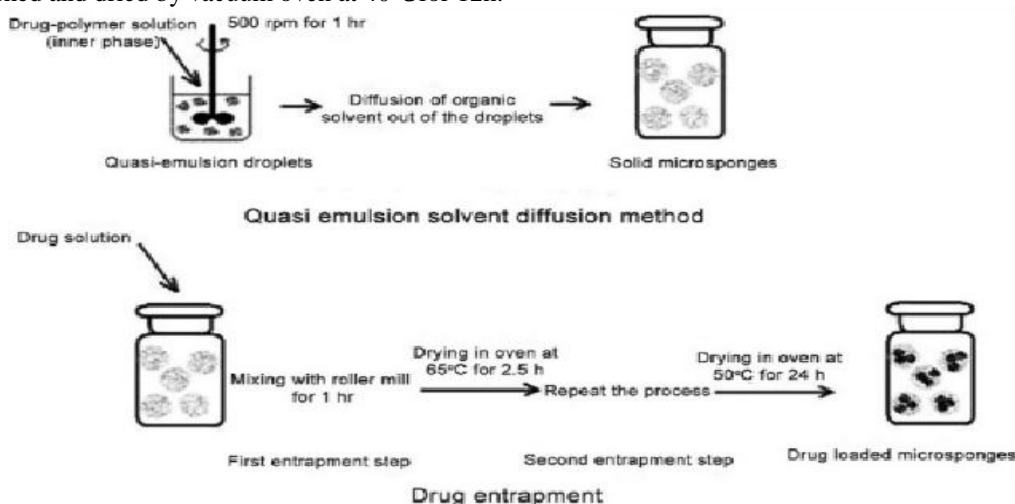 Drug-polymer solution
(inner phase)
500 rpm for 1 hr
Diffusion of organic
solvent out of the droplets
Quasi-emulsion droplets
Solid microsponges
Quasi emulsion solvent diffusion method
Drug solution
Mixing with roller mill
for 1 hr
Drying in oven at
65°C for 2.5 h
Repeat the process
Drying in oven at
50°C for 24 h
First entrapment step
Second entrapment step
Drug loaded microsponges
Drug entrapment